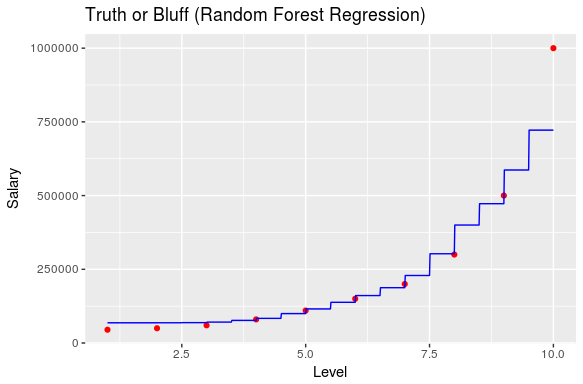 Truth or Bluff (Random Forest Regression)
1000000
750000
500000
250000
0
2.5 5.0 7.5 10.0
Level
Salary